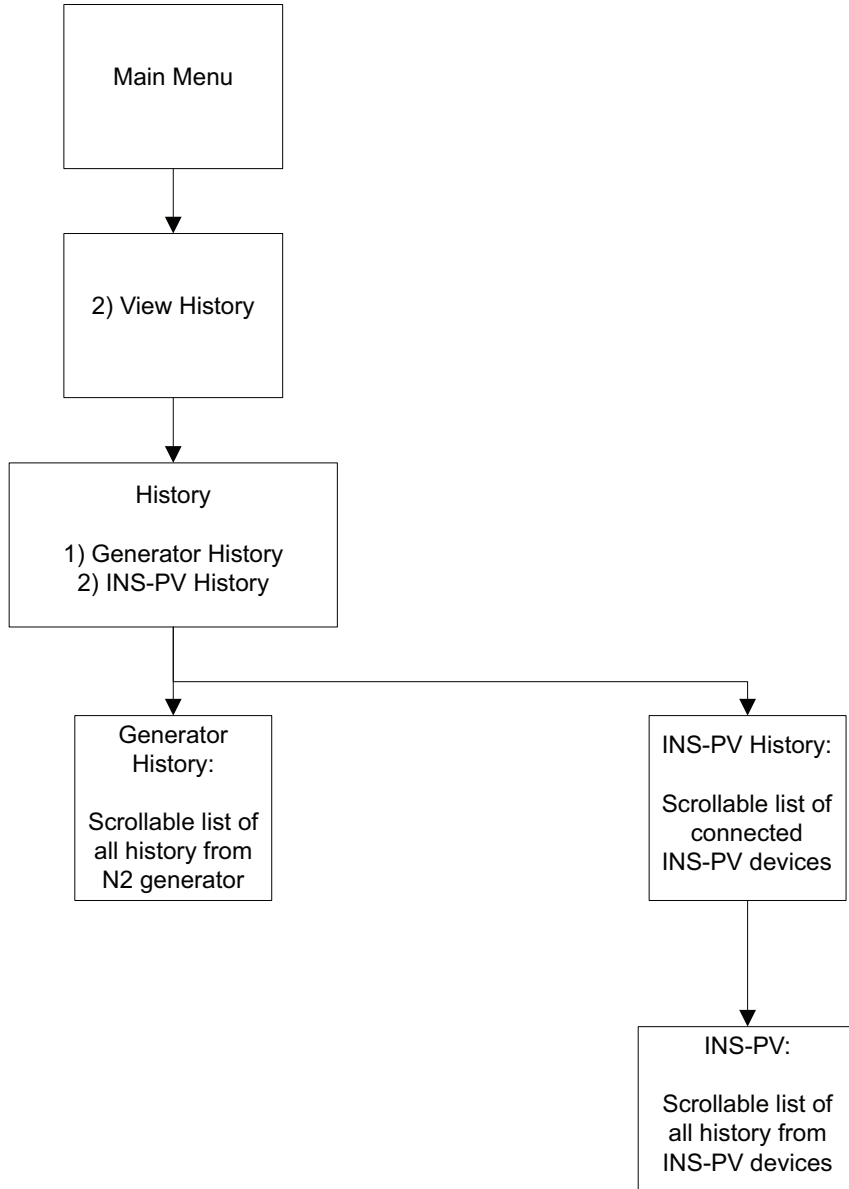 Main Menu
2) View History
History
1) Generator History
2) INS-PV History
Generator
History:
Scrollable list of
all history from
N2 generator
INS-PV History:
Scrollable list of
connected
INS-PV devices
INS-PV:
Scrollable list of
all history from
INS-PV devices